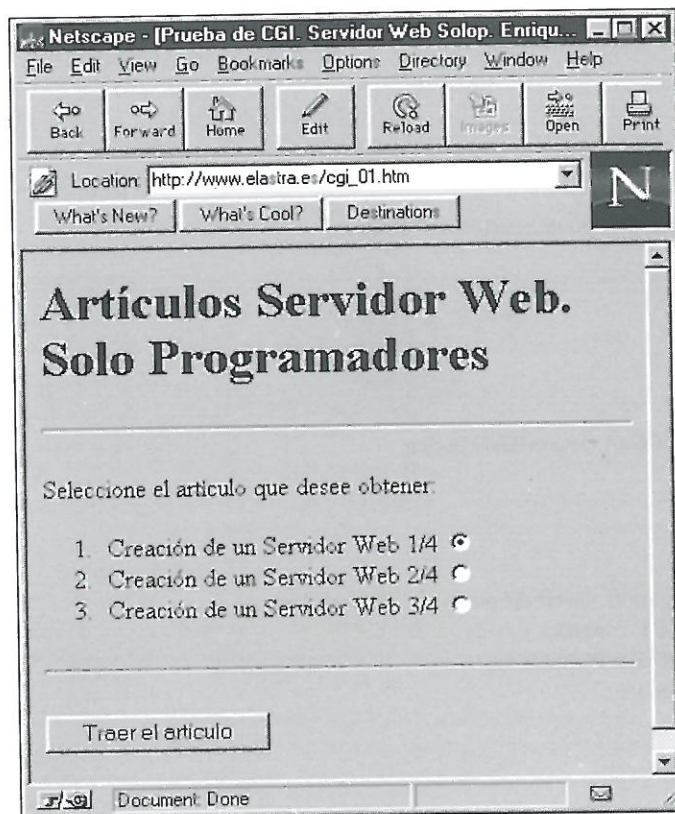 Netscape - [Prueba de CGI. Servidor Web Solop. Enriqu...
File Edit View Go Bookmarks Options Directory Window Help
Back Forward Home Edit Reload Images Open Print
Location: http://www.elastra.es/cgi_01.htm
N
What's New? What's Cool? Destinations
Artículos Servidor Web.
Solo Programadores
Seleccione el articulo que desee obtener:
1. Creación de un Servidor Web 1/4
2. Creación de un Servidor Web 2/4
3. Creación de un Servidor Web 3/4
Traer el articulo
Document: Done